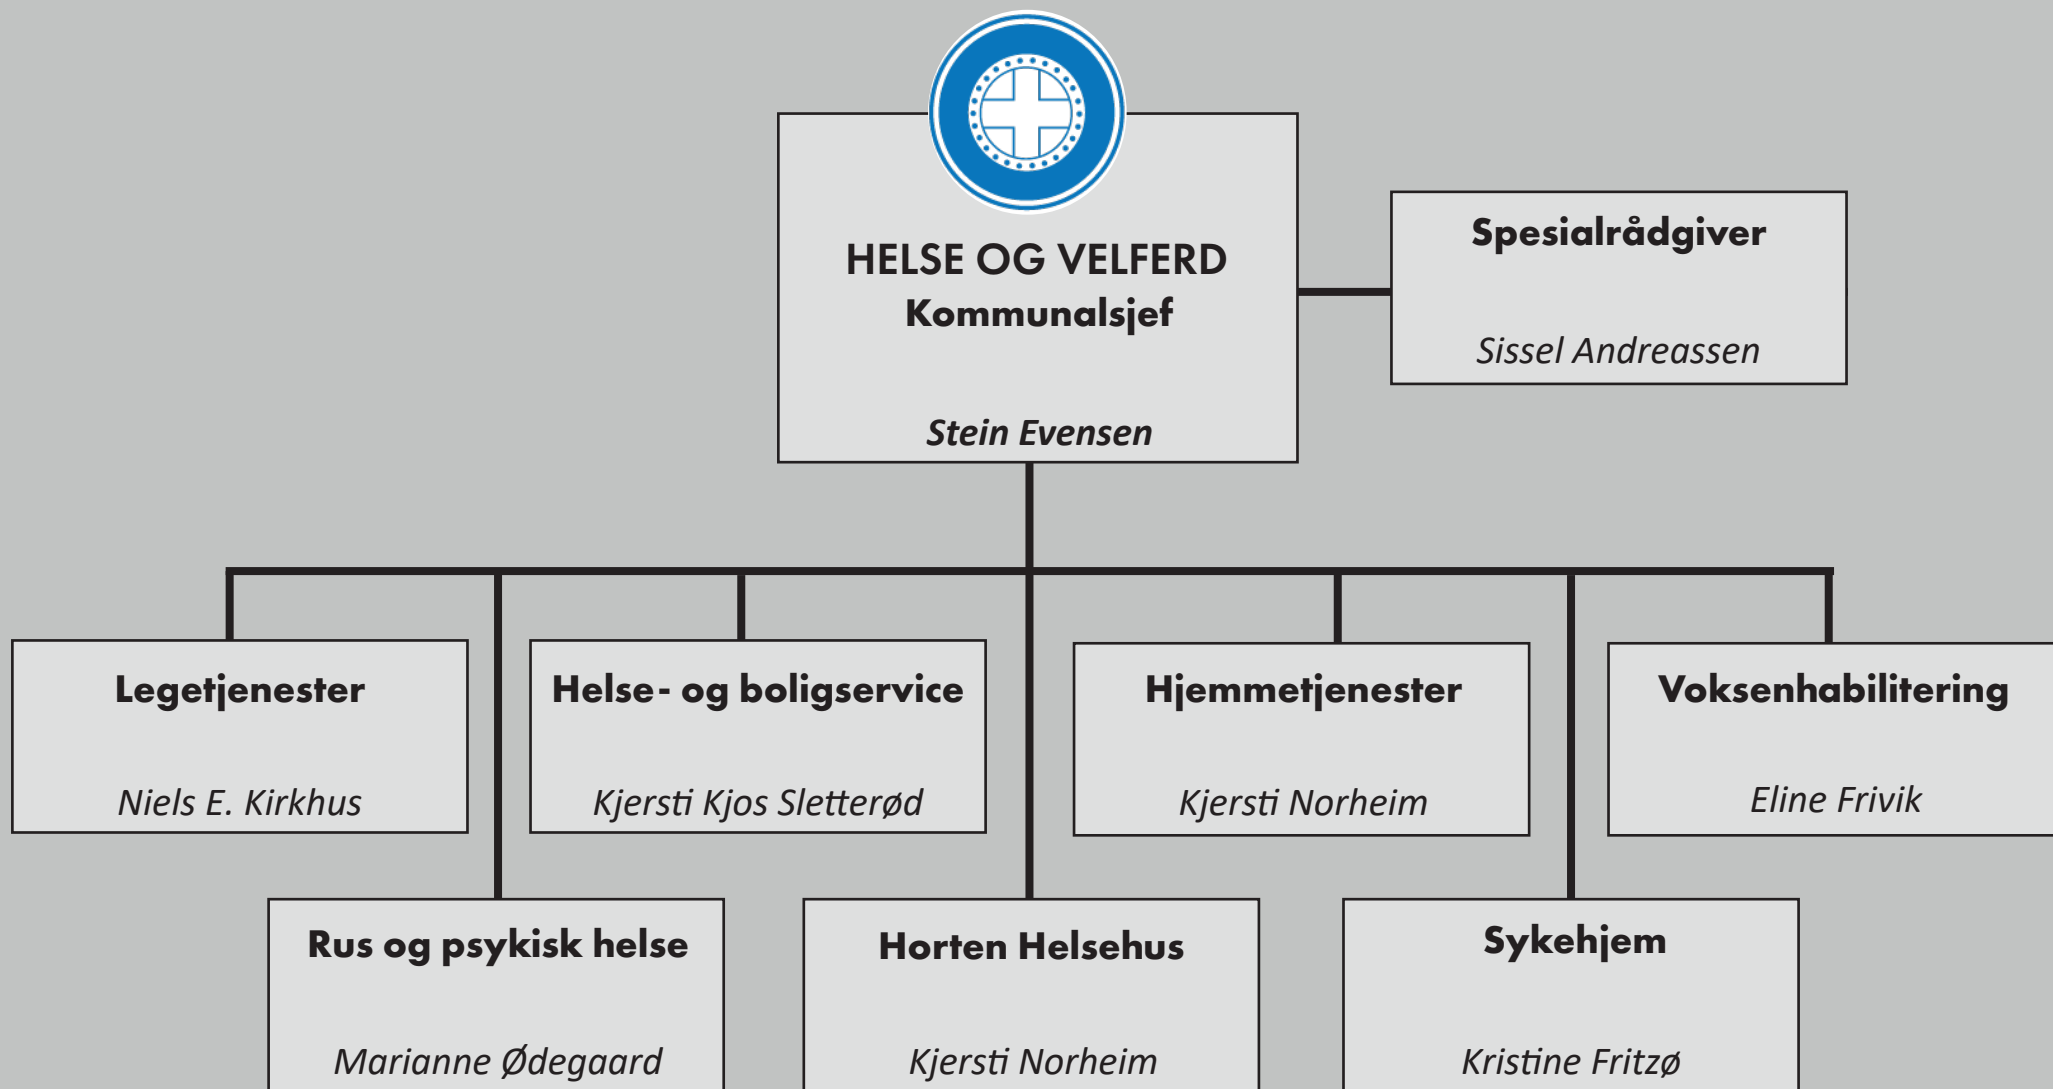 HELSE OG VELFERD
Kommunalsjef
Stein Evensen
Spesialrådgiver
Sissel Andreassen
Legetjenester
Niels E. Kirkhus
Helse- og boligservice
Kjersti Kjos Sletterød
Hjemmetjenester
Kjersti Norheim
Voksenhabilitering
Eline Frivik
Rus og psykisk helse
Marianne Ødegaard
Horten Helsehus
Kjersti Norheim
Sykehjem
Kristine Fritzø